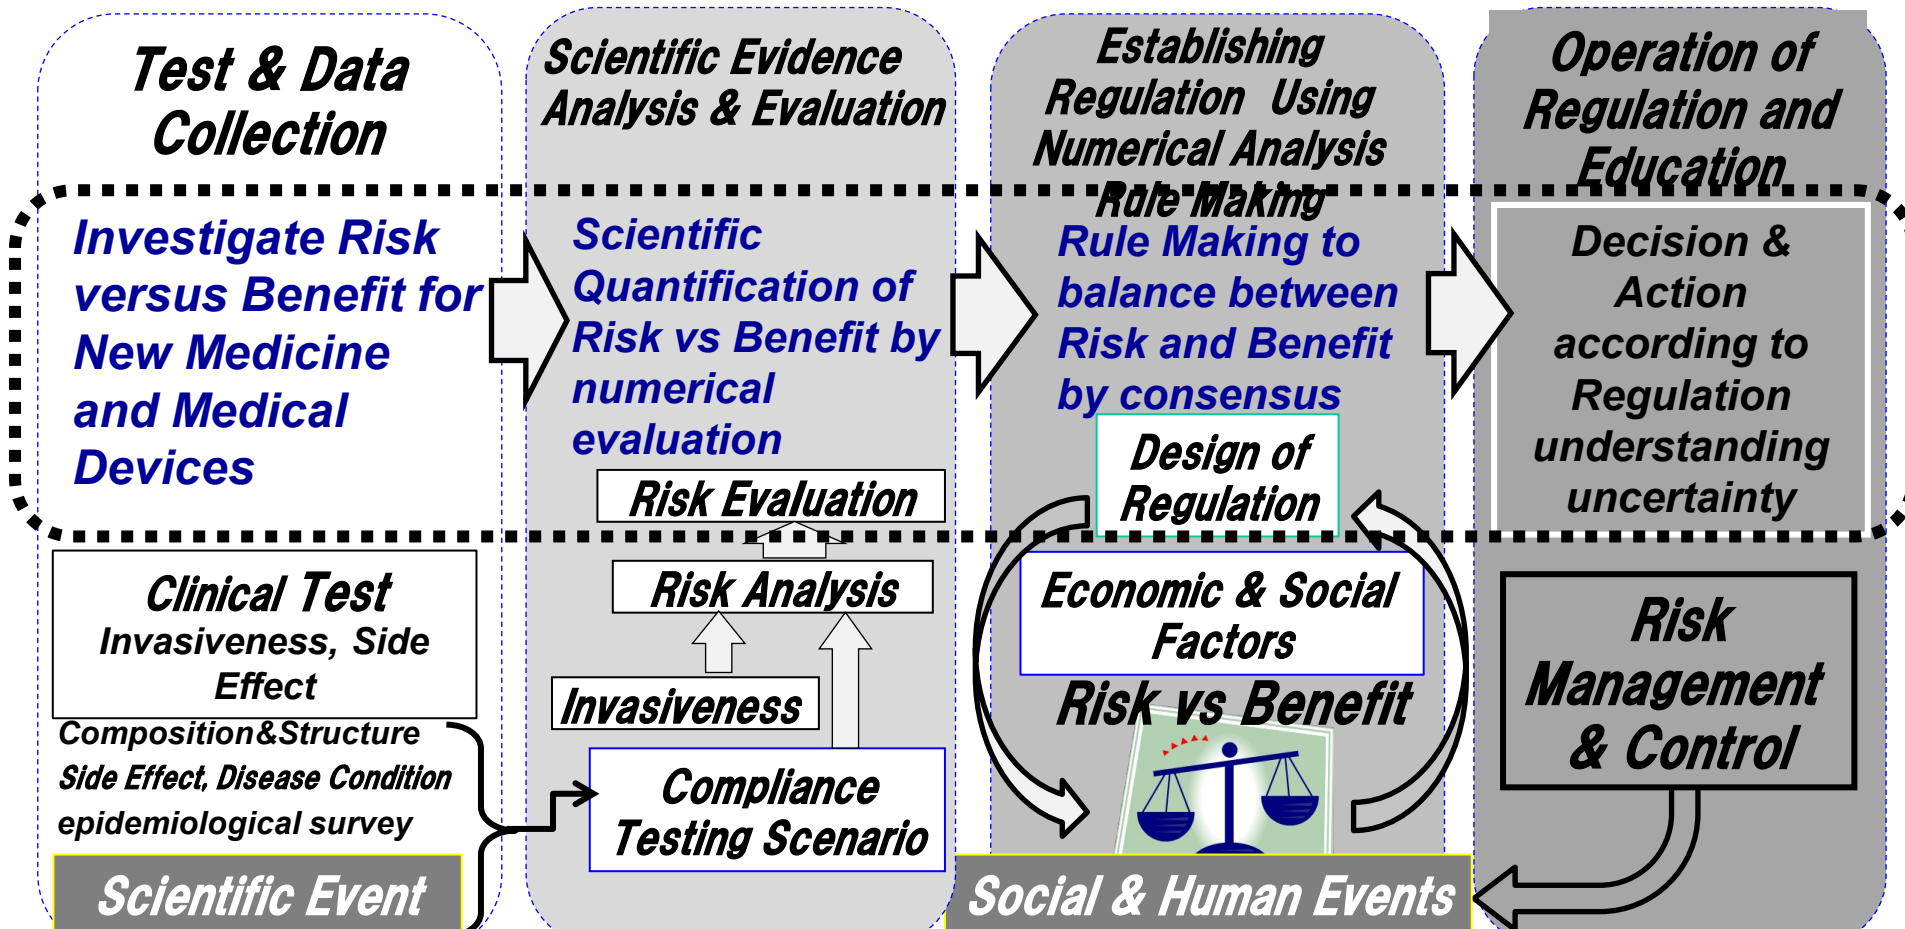 Test & Data
Collection
Investigate Risk
versus Benefit for
New Medicine
and Medical
Devices
Clinical Test
Invasiveness, Side
Effect
Composition&Structure
Side Effect, Disease Condition
epidemiological survey
Scientific Event
Scientific Evidence
Analysis & Evaluation
Scientific
Quantification of
Risk vs Benefit by
numerical
evaluation
Risk Evaluation
Risk Analysis
Invasiveness
Compliance
Testing Scenario
Establishing
Regulation Using
Numerical Analysis
Rule Making
Rule Making to
balance between
Risk and Benefit
by consensus
Design of
Regulation
Economic & Social
Factors
Risk vs Benefit
Social & Human Events
Operation of
Regulation and
Education
Decision &
Action
according to
Regulation
understanding
uncertainty
Risk
Management
& Control